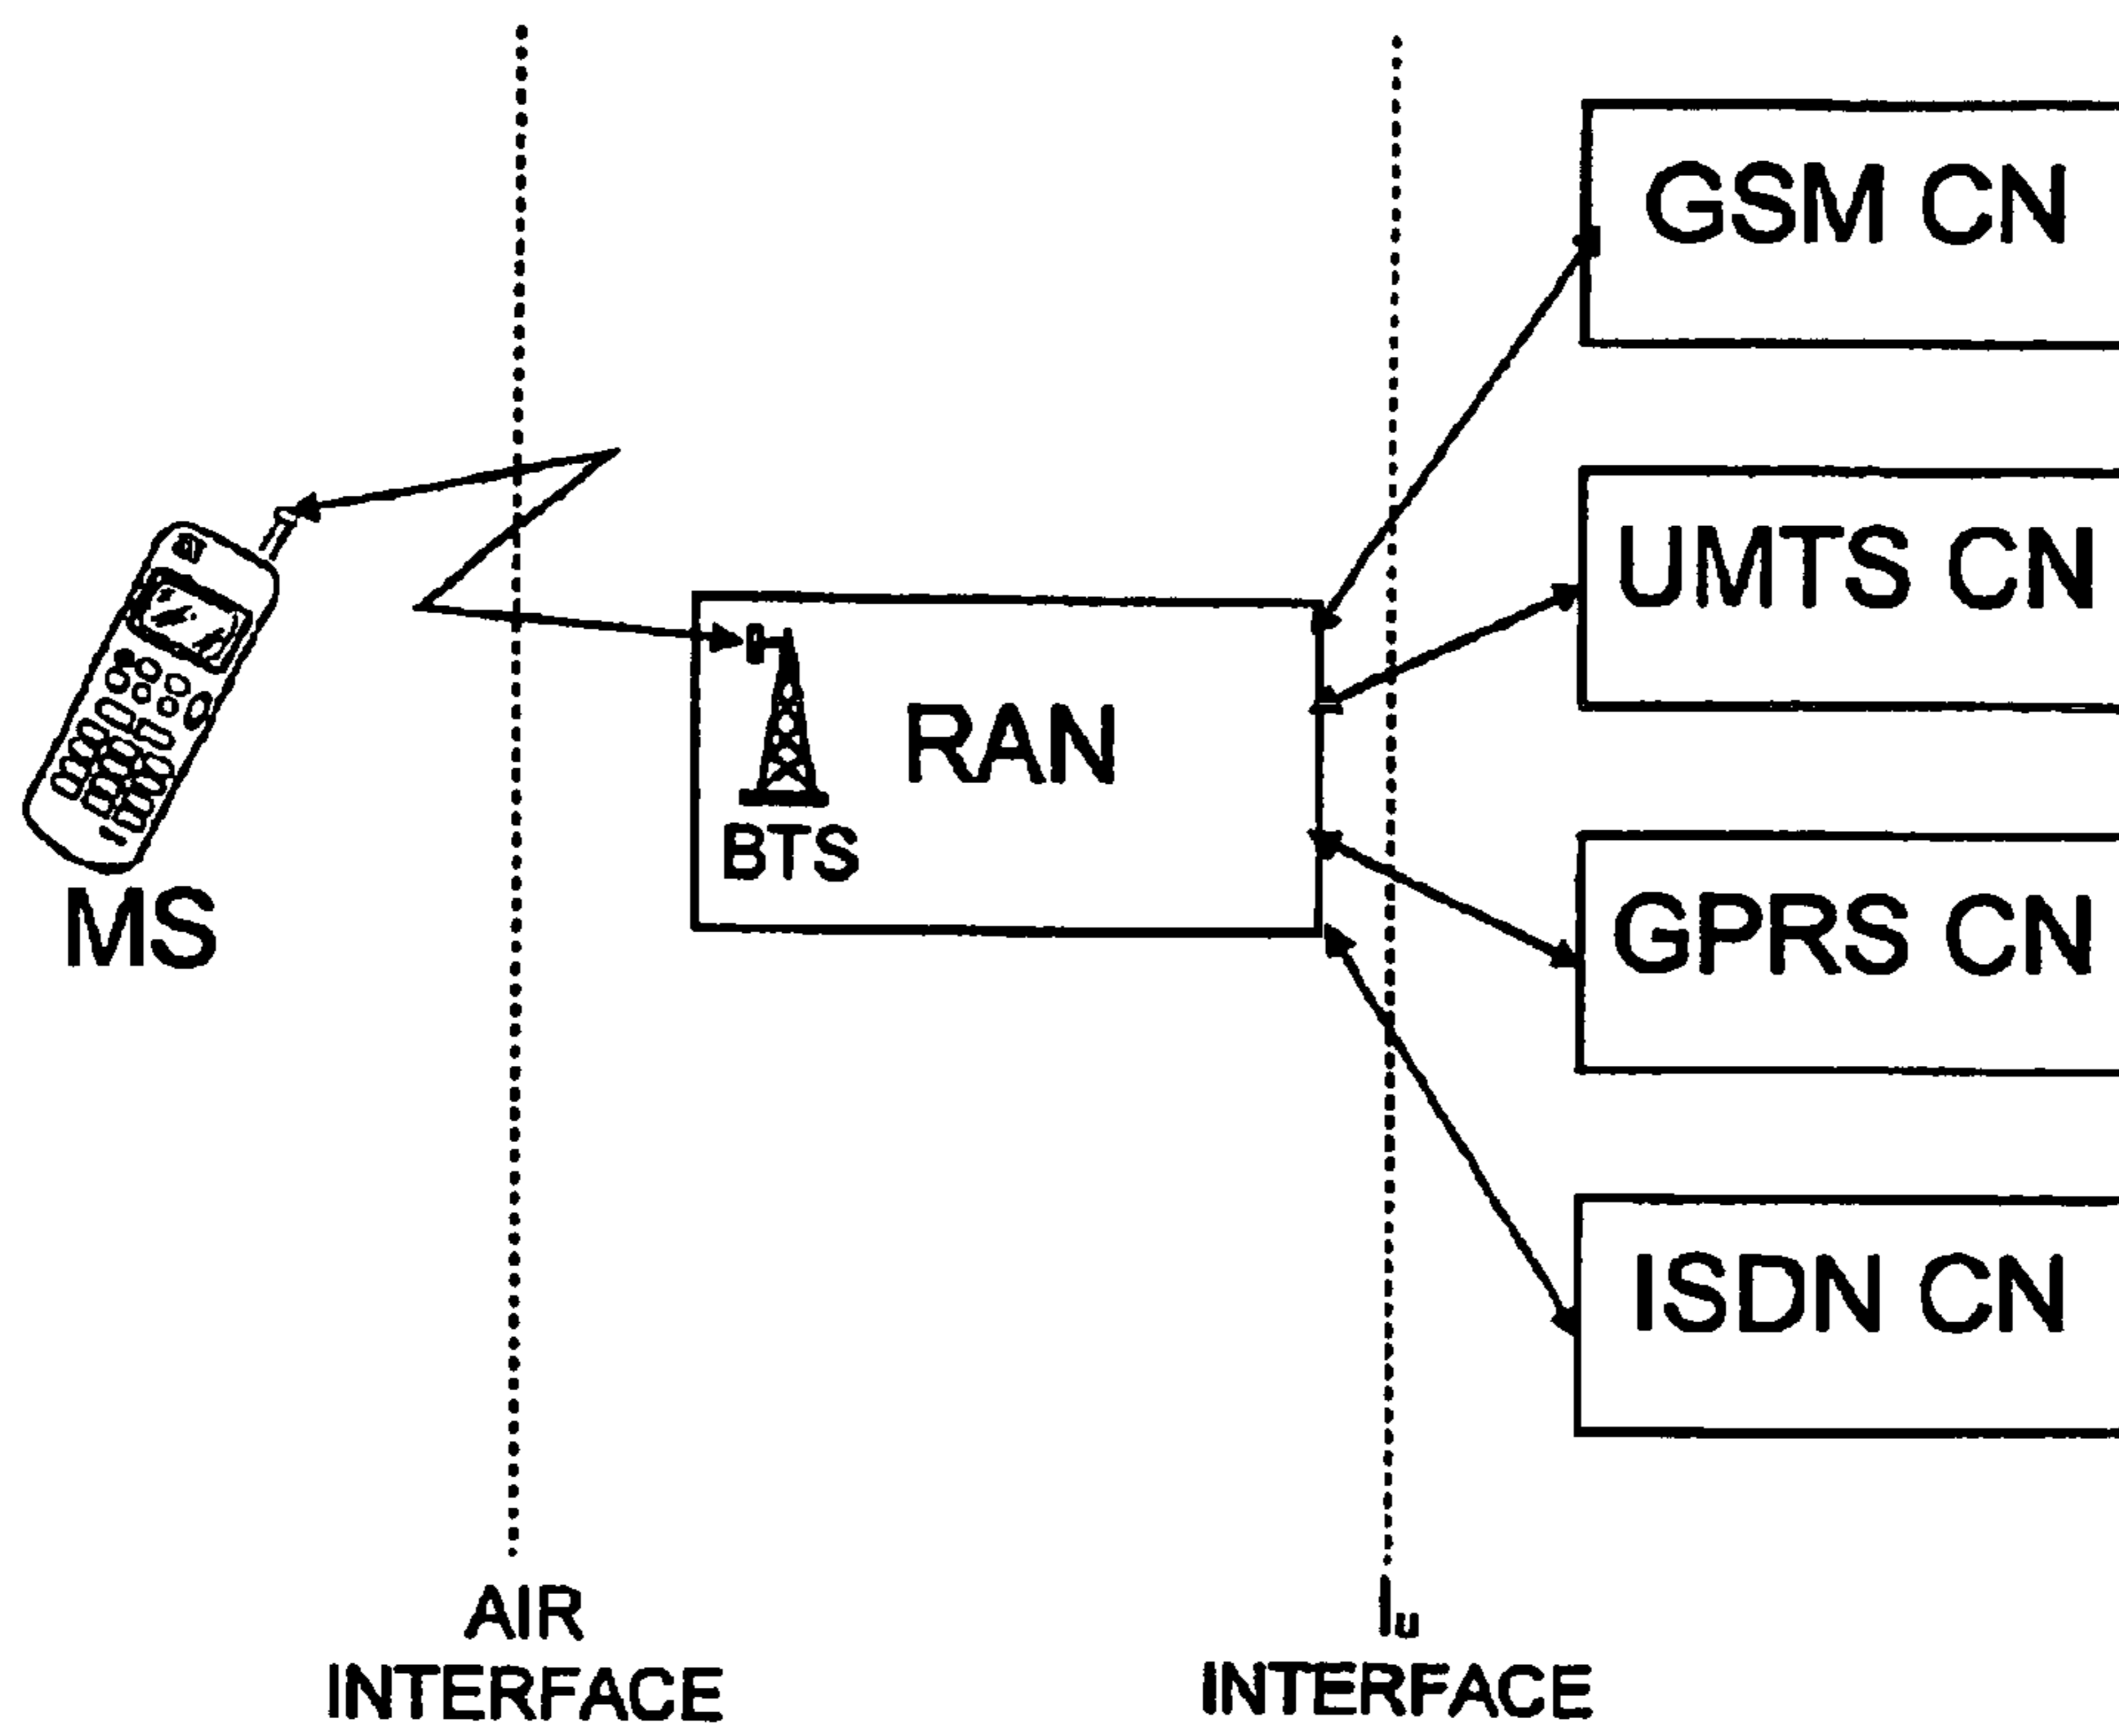 GSM CN
UMTS CN
RAN
BTS
GPRS CN
MS
ISDN CN
AIR
INTERFACE
Iu
INTERFACE